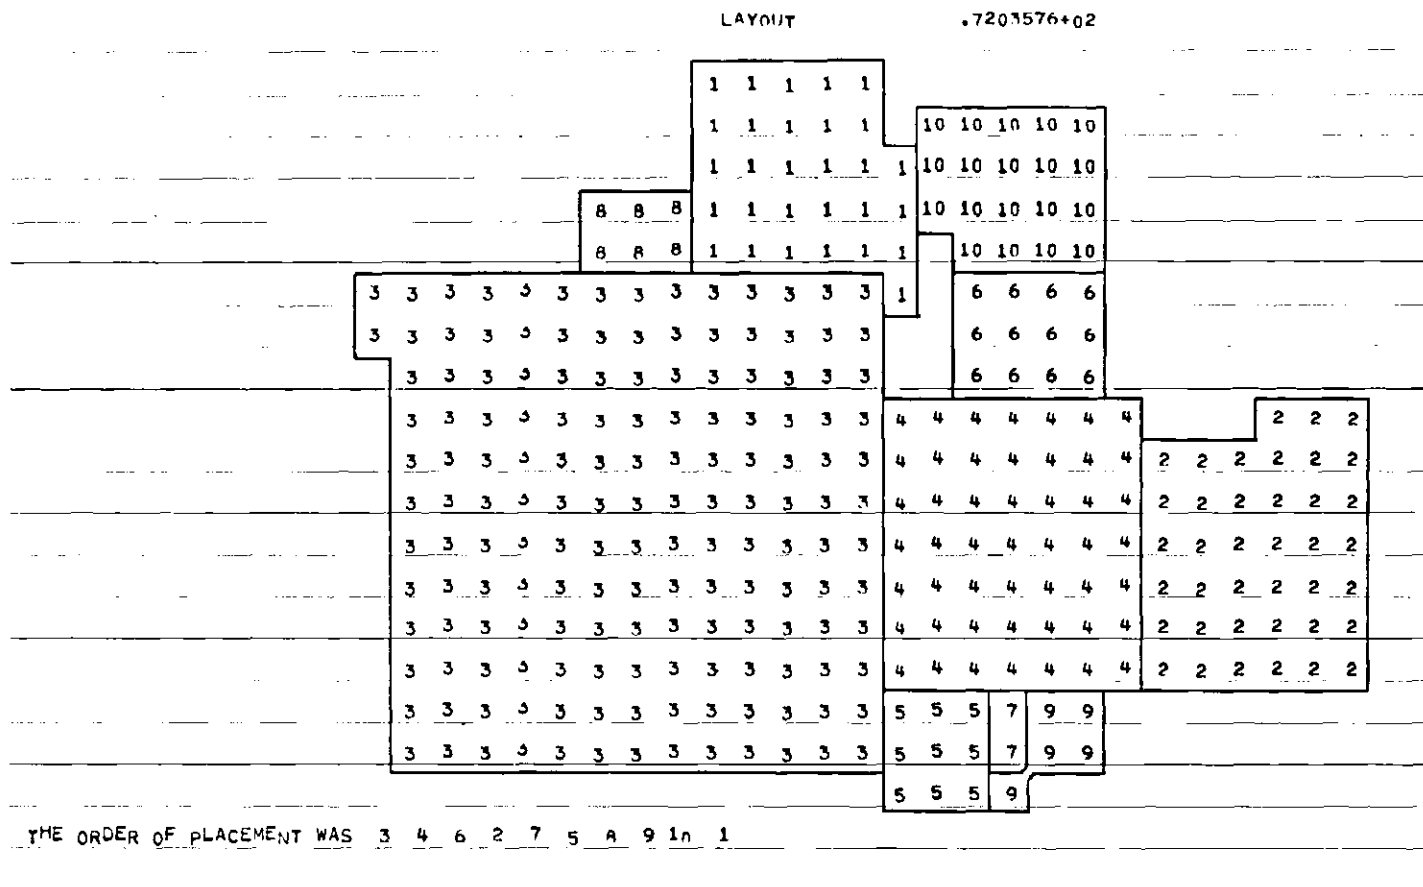 LAYOUT .7203576+02
1 1 1 1 1
1 1 1 1 1 10 10 10 10 10
1 1 1 1 1 1 10 10 10 10 10
8 8 8 1 1 1 1 1 1 10 10 10 10 10
8 8 8 1 1 1 1 1 1 10 10 10 10
3 3 3 3 3 3 3 3 3 3 3 3 3 3 1 6 6 6 6
3 3 3 3 3 3 3 3 3 3 3 3 3 3 6 6 6 6
3 3 3 3 3 3 3 3 3 3 3 3 3 6 6 6 6
3 3 3 3 3 3 3 3 3 3 3 3 3 4 4 4 4 4 4 4 2 2 2
3 3 3 3 3 3 3 3 3 3 3 3 3 4 4 4 4 4 4 4 2 2 2 2 2 2
3 3 3 3 3 3 3 3 3 3 3 3 3 4 4 4 4 4 4 4 2 2 2 2 2 2
3 3 3 3 3 3 3 3 3 3 3 3 3 4 4 4 4 4 4 4 2 2 2 2 2 2
3 3 3 3 3 3 3 3 3 3 3 3 3 4 4 4 4 4 4 4 2 2 2 2 2 2
3 3 3 3 3 3 3 3 3 3 3 3 3 4 4 4 4 4 4 4 2 2 2 2 2 2
3 3 3 3 3 3 3 3 3 3 3 3 3 4 4 4 4 4 4 4 2 2 2 2 2 2
3 3 3 3 3 3 3 3 3 3 3 3 3 5 5 5 7 9 9
3 3 3 3 3 3 3 3 3 3 3 3 3 5 5 5 7 9 9
5 5 5 9
THE ORDER OF PLACEMENT WAS 3 4 6 2 7 5 8 9 10 1